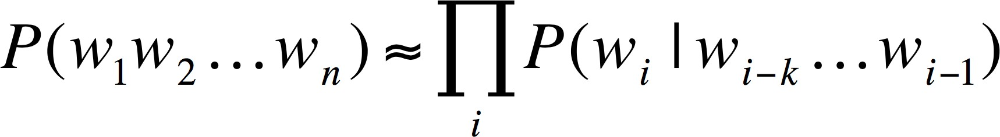 P(w₁w₂…wₙ) ≈ ∏ᵢ P(wᵢ | wᵢ₋ₖ…wᵢ₋₁)